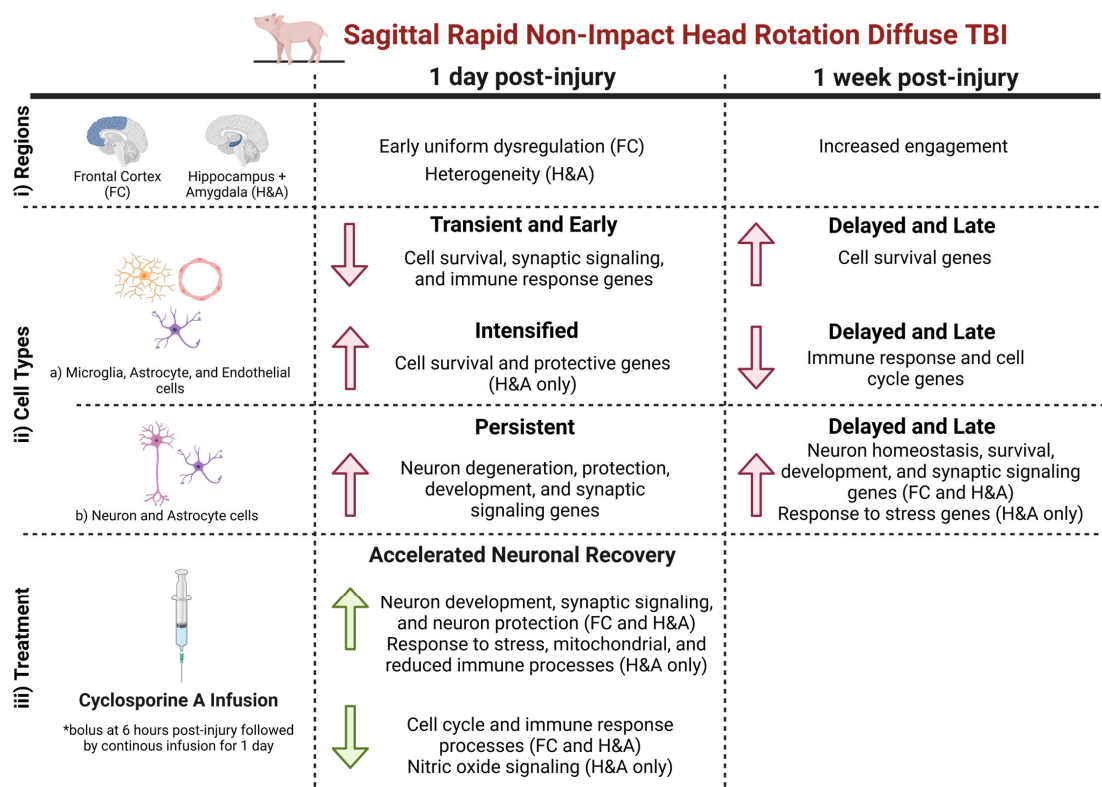 Sagittal Rapid Non-Impact Head Rotation Diffuse TBI
1 day post-injury
1 week post-injury
i) Regions
Frontal Cortex
(FC)
Hippocampus +
Amygdala (H&A)
Early uniform dysregulation (FC)
Heterogeneity (H&A)
Increased engagement
ii) Cell Types
a) Microglia, Astrocyte, and Endothelial
cells
Transient and Early
Cell survival, synaptic signaling,
and immune response genes
Intensified
Cell survival and protective genes
(H&A only)
Delayed and Late
Cell survival genes
Delayed and Late
Immune response and cell
cycle genes
b) Neuron and Astrocyte cells
Persistent
Neuron degeneration, protection,
development, and synaptic
signaling genes
Delayed and Late
Neuron homeostasis, survival,
development, and synaptic signaling
genes (FC and H&A)
Response to stress genes (H&A only)
iii) Treatment
Cyclosporine A Infusion
*bolus at 6 hours post-injury followed
by continous infusion for 1 day
Accelerated Neuronal Recovery
Neuron development, synaptic signaling,
and neuron protection (FC and H&A)
Response to stress, mitochondrial, and
reduced immune processes (H&A only)
Cell cycle and immune response
processes (FC and H&A)
Nitric oxide signaling (H&A only)